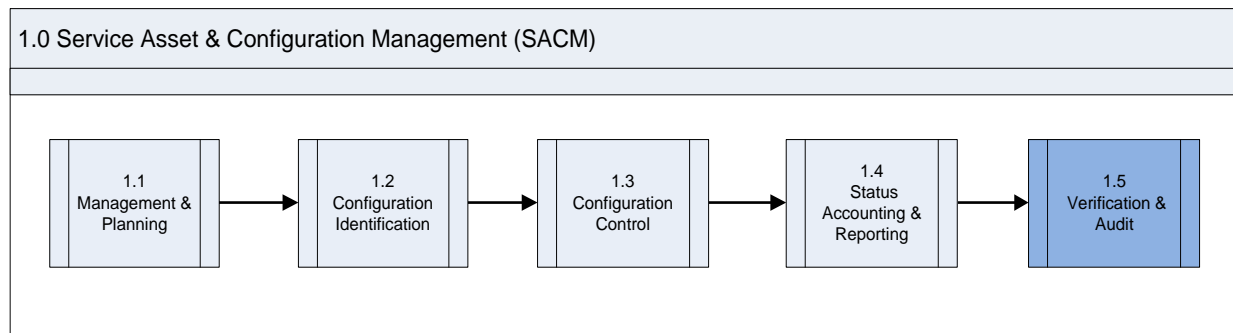 1.0 Service Asset & Configuration Management (SACM)
1.1
Management &
Planning
1.2
Configuration
Identification
1.3
Configuration
Control
1.4
Status
Accounting &
Reporting
1.5
Verification &
Audit